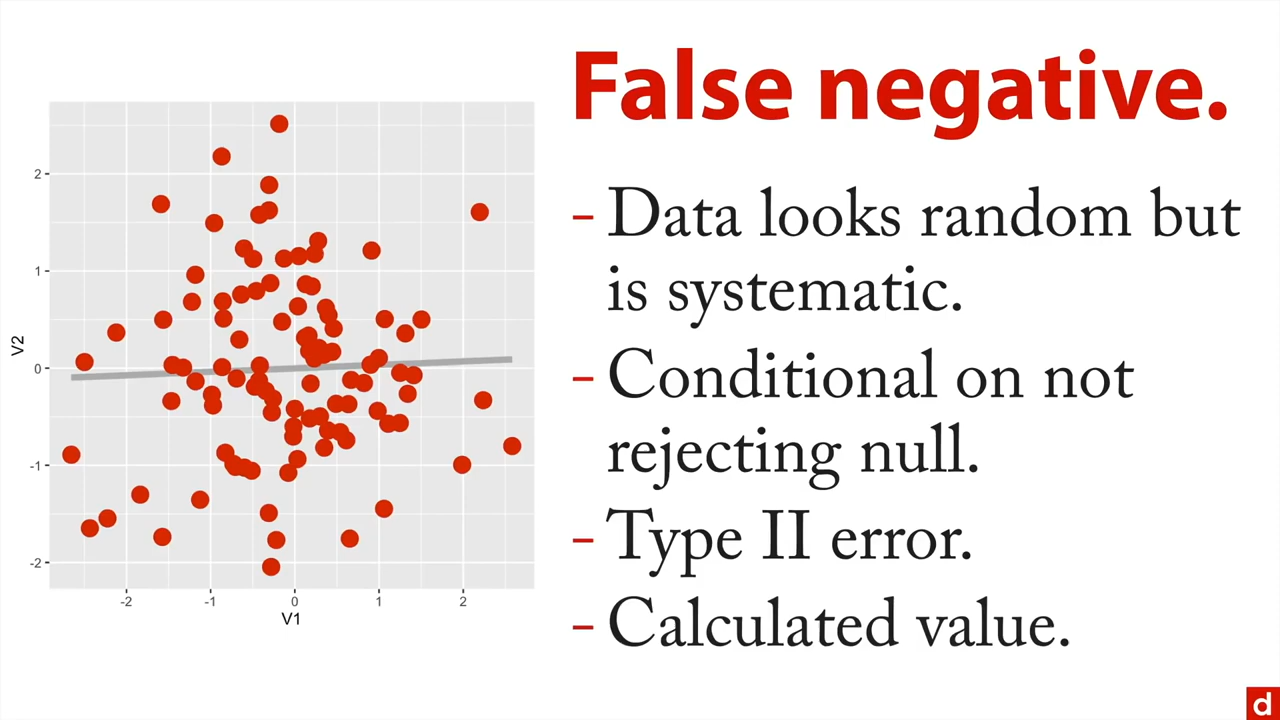 False negative.
– Data looks random but
is systematic.
– Conditional on not
rejecting null.
– Type II error.
– Calculated value.
V2
2
1
0
-1
-2
-2 -1 0 1 2
V1
d